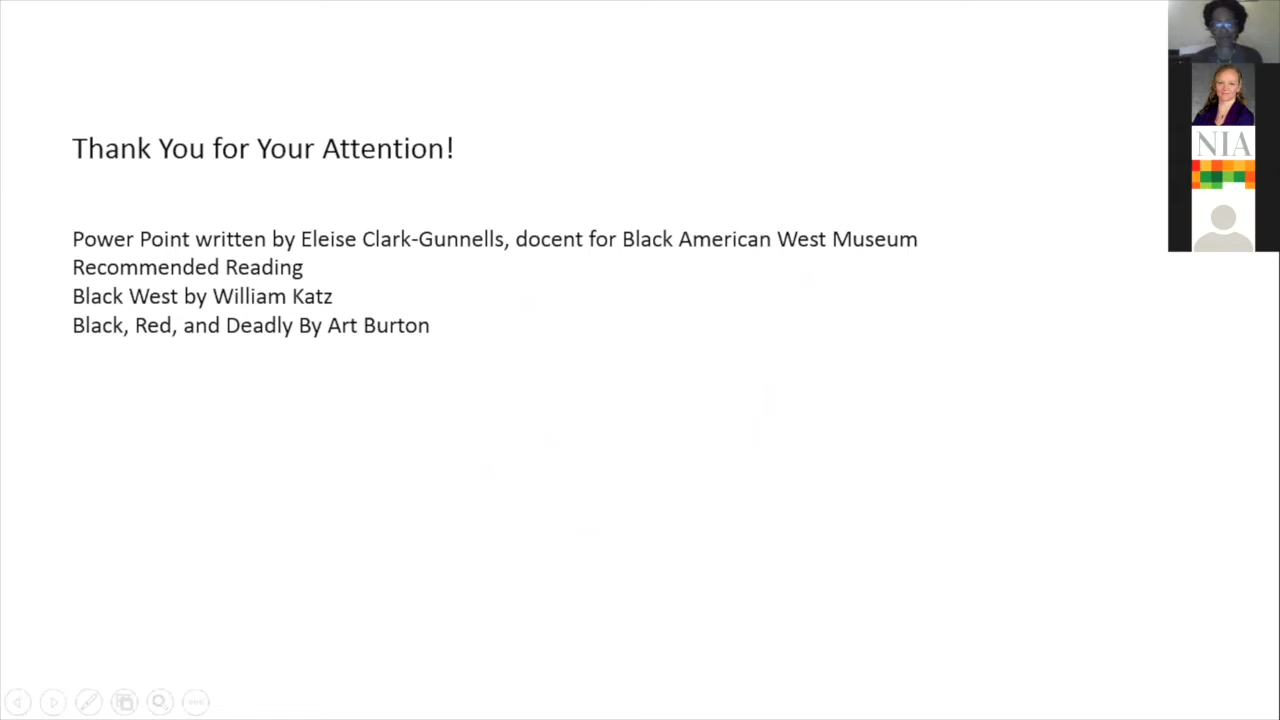 Thank You for Your Attention!
Power Point written by Eleise Clark-Gunnells, docent for Black American West Museum
Recommended Reading
Black West by William Katz
Black, Red, and Deadly By Art Burton
NIA